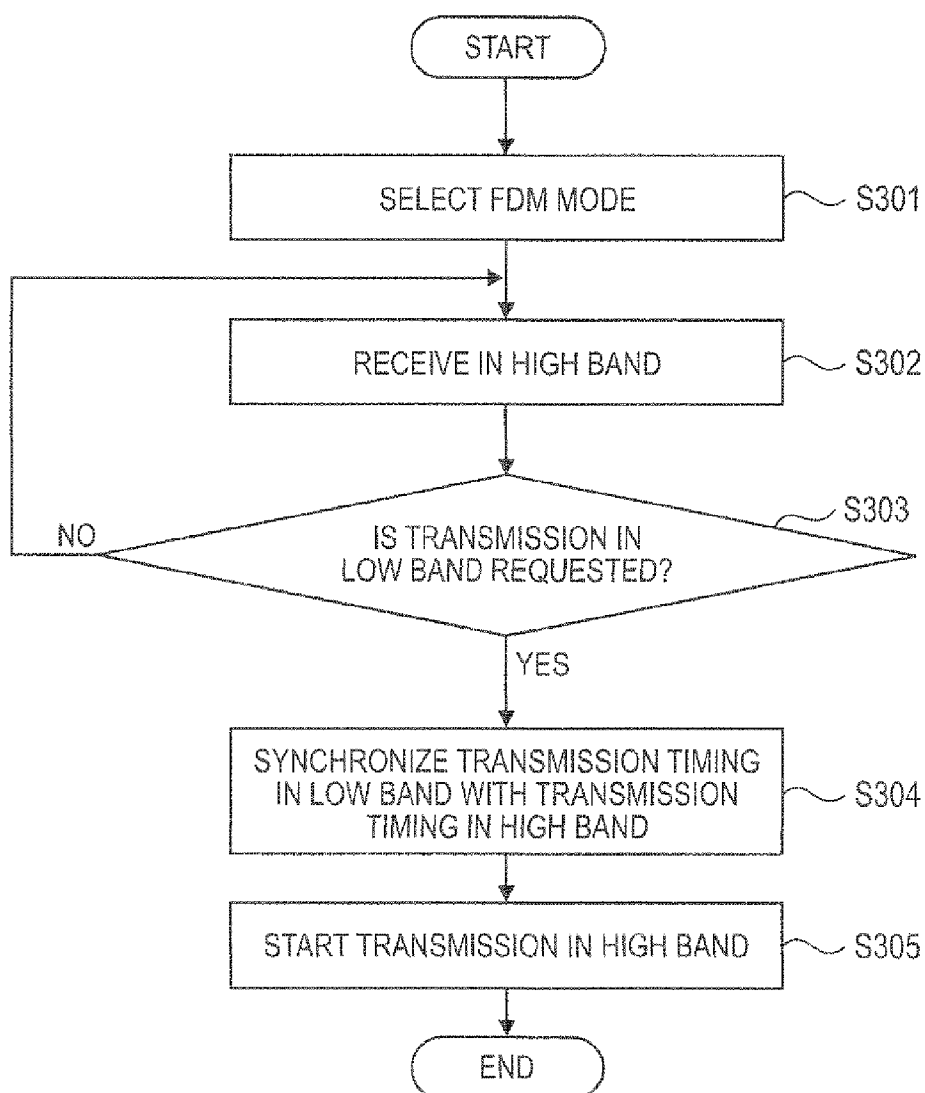 START
SELECT FDM MODE
S301
RECEIVE IN HIGH BAND
S302
S303
IS TRANSMISSION IN
LOW BAND REQUESTED?
NO
YES
SYNCHRONIZE TRANSMISSION TIMING
IN LOW BAND WITH TRANSMISSION
TIMING IN HIGH BAND
S304
START TRANSMISSION IN HIGH BAND
S305
END